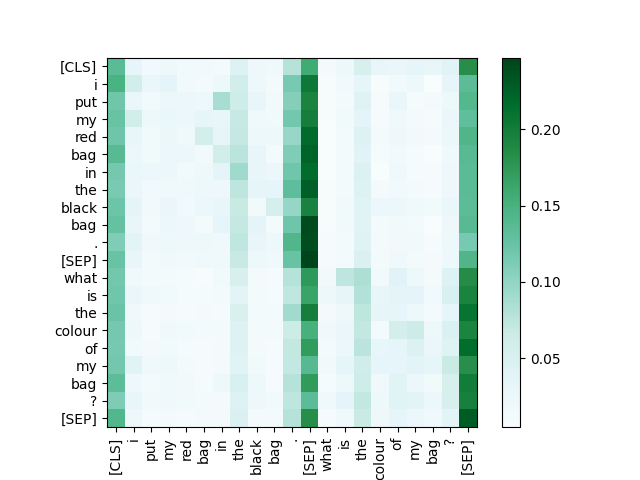 [CLS]
i
put
my
red
bag
in
the
black
bag
.
[SEP]
what
is
the
colour
of
my
bag
?
[SEP]
[CLS]
i
put
my
red
bag
in
the
black
bag
.
[SEP]
what
is
the
colour
of
my
bag
?
[SEP]
0.20
0.15
0.10
0.05